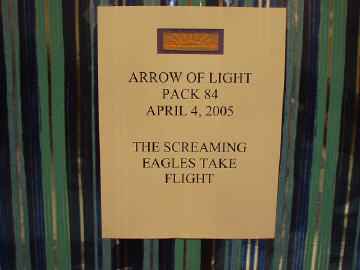 ARROW OF LIGHT
PACK 84
APRIL 4, 2005
THE SCREAMING
EAGLES TAKE
FLIGHT